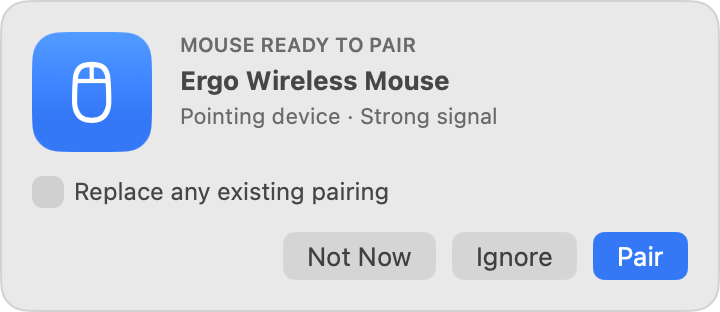 MOUSE READY TO PAIR
Ergo Wireless Mouse
Pointing device · Strong signal
Replace any existing pairing
Not Now Ignore Pair